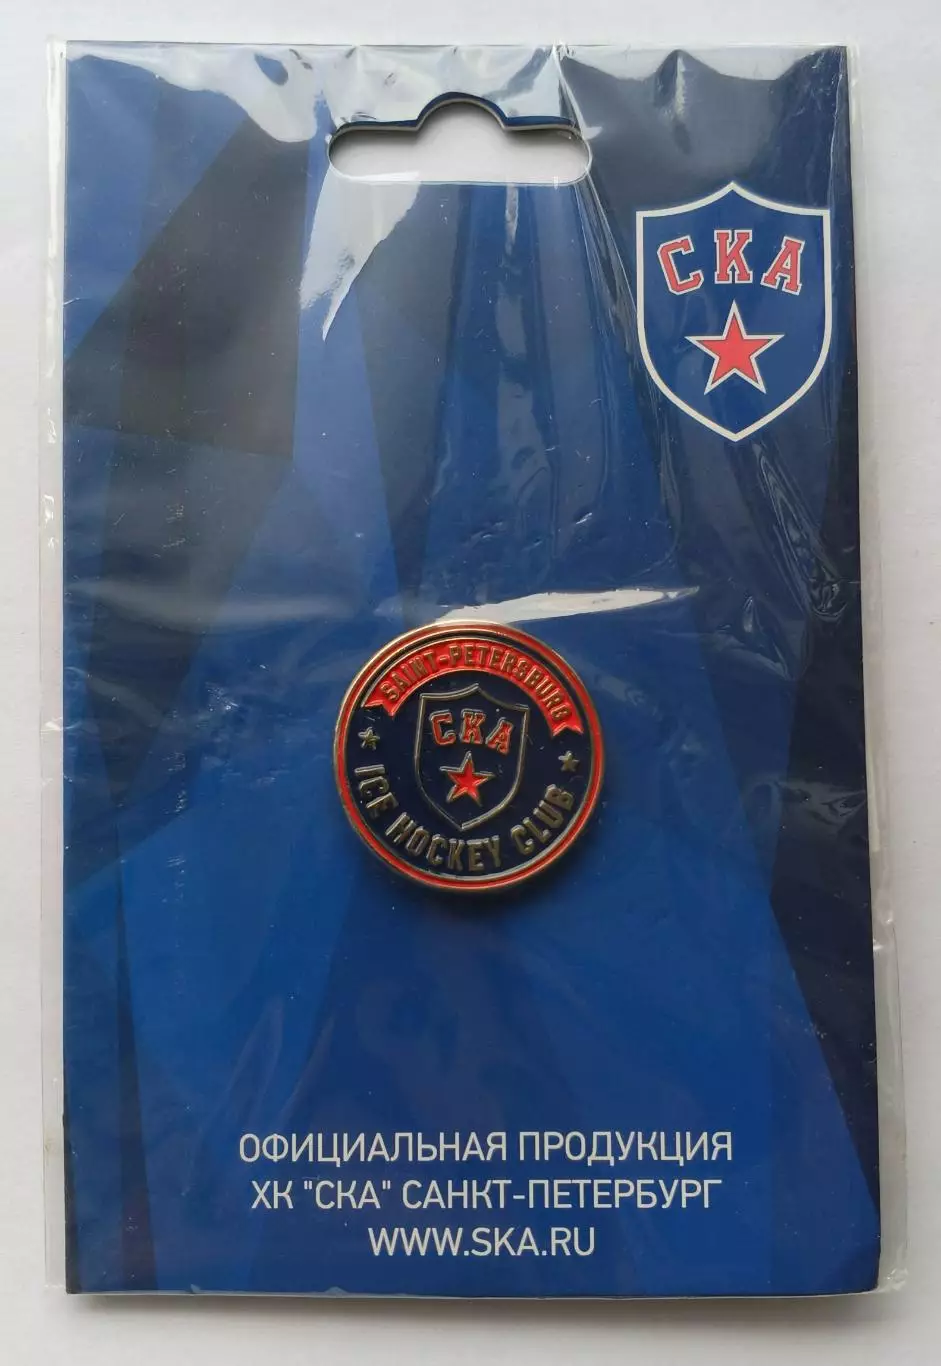 СКА
SAINT-PETERSBURG
СКА
ICE HOCKEY CLUB
ОФИЦИАЛЬНАЯ ПРОДУКЦИЯ
ХК "СКА" САНКТ-ПЕТЕРБУРГ
WWW.SKA.RU